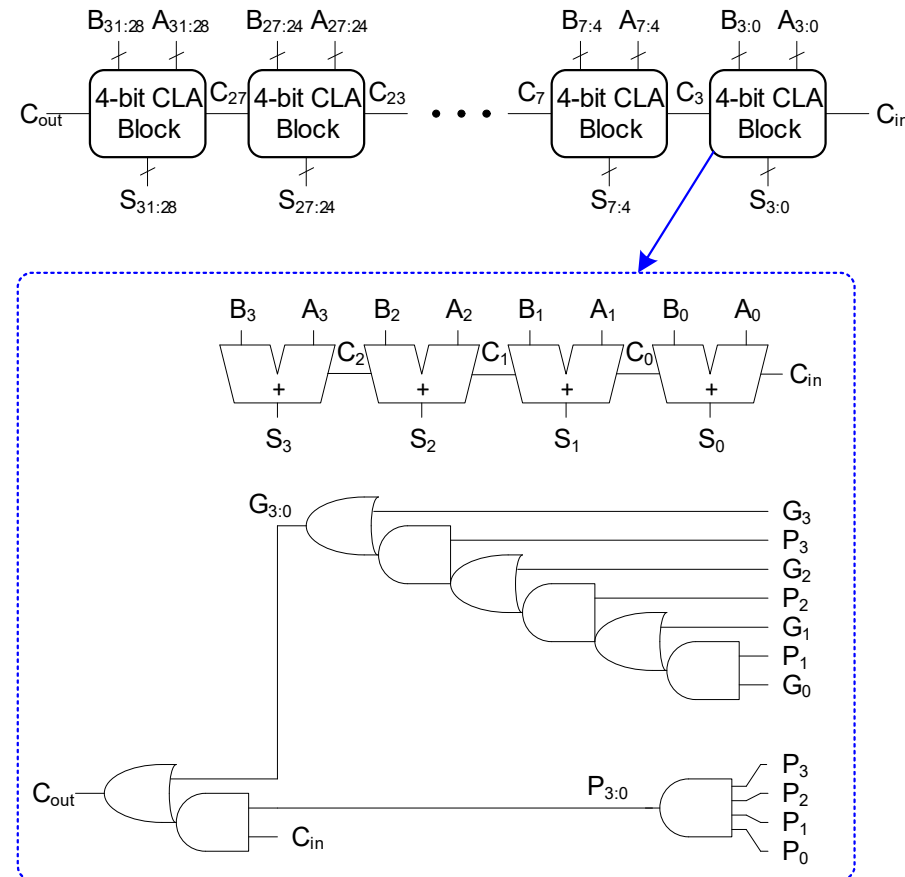 B31:28 A31:28 B27:24 A27:24 B7:4 A7:4 B3:0 A3:0
Cout 4-bit CLA Block C27 4-bit CLA Block C23 • • • C7 4-bit CLA Block C3 4-bit CLA Block Cin
S31:28 S27:24 S7:4 S3:0
B3 A3 B2 A2 B1 A1 B0 A0
C2 C1 C0 Cin
+ + + +
S3 S2 S1 S0
G3:0 G3
P3
G2
P2
G1
P1
G0
P3
P3:0 P2
Cout P1
Cin P0